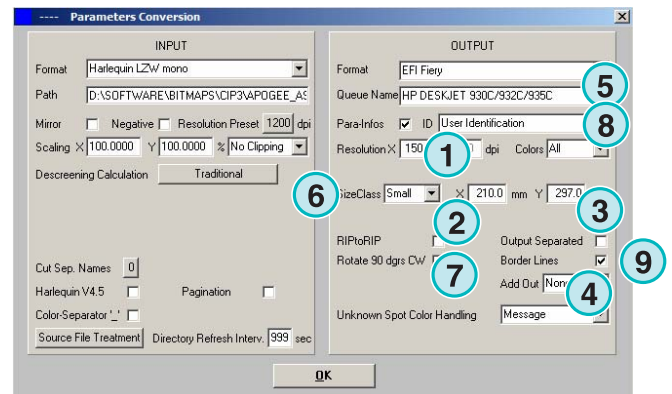 ---- Parameters Conversion
INPUT
Format Harlequin LZW mono
Path D:\SOFTWARE\BITMAPS\CIP3\APOGEE_AS
Mirror Negative Resolution Preset 1200 dpi
Scaling X 100.0000 Y 100.0000 % No Clipping
Descreening Calculation Traditional
Cut Sep. Names 0
Harlequin V4.5 Pagination
Color-Separator '_'
Source File Treatment Directory Refresh Interv. 999 sec
OUTPUT
Format EFI Fiery
Queue Name HP DESKJET 930C/932C/935C 5
Para-Infos ID User Identification 8
Resolution X 150 1 dpi Colors All
6 SizeClass Small X 210.0 mm Y 297.0
2 3
RIPtoRIP Output Separated
Rotate 90 dgrs CW 7 Border Lines 9
Add Out None 4
Unknown Spot Color Handling Message
OK